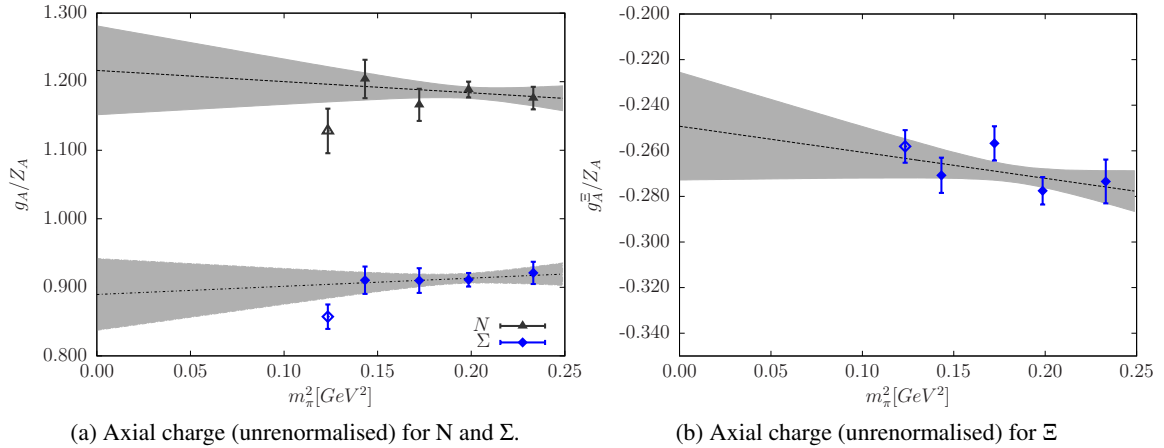 1.300
1.200
1.100
1.000
0.900
0.800
g_A/Z_A
N
Σ
0.00 0.05 0.10 0.15 0.20 0.25
m_π^2[GeV^2]
(a) Axial charge (unrenormalised) for N and Σ.
-0.200
-0.220
-0.240
-0.260
-0.280
-0.300
-0.320
-0.340
g_A^Ξ/Z_A
0.00 0.05 0.10 0.15 0.20 0.25
m_π^2[GeV^2]
(b) Axial charge (unrenormalised) for Ξ